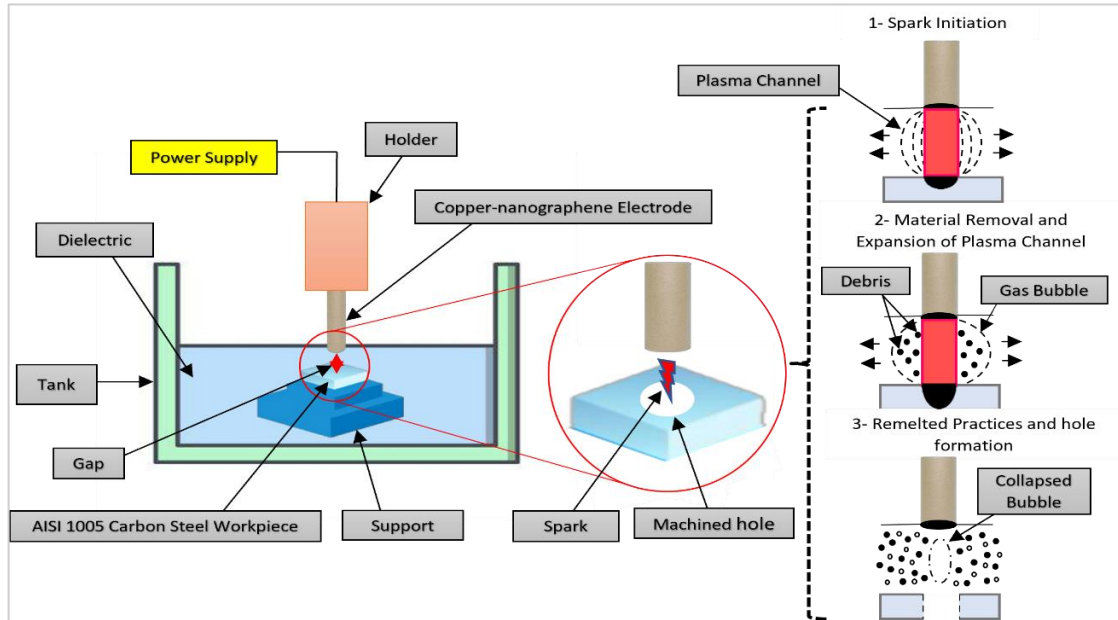 1- Spark Initiation
Plasma Channel
Holder
Power Supply
Copper-nanographene Electrode
Dielectric
2- Material Removal and
Expansion of Plasma Channel
Debris
Gas Bubble
Tank
3- Remelted Practices and hole
formation
Gap
Collapsed
Bubble
AISI 1005 Carbon Steel Workpiece
Support
Spark
Machined hole